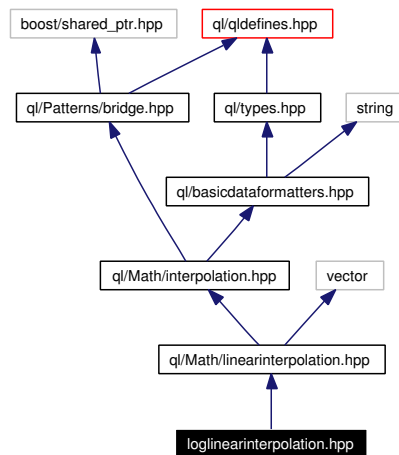 boost/shared_ptr.hpp
ql/qldefines.hpp
ql/Patterns/bridge.hpp
ql/types.hpp
string
ql/basicdataformatters.hpp
ql/Math/interpolation.hpp
vector
ql/Math/linearinterpolation.hpp
loglinearinterpolation.hpp